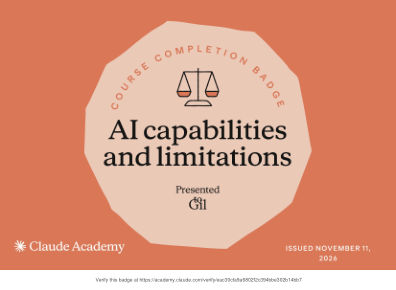 COURSE COMPLETION BADGE
AI capabilities
and limitations
Presented
to
Gil
Claude Academy
ISSUED NOVEMBER 11,
2026
Verify this badge at